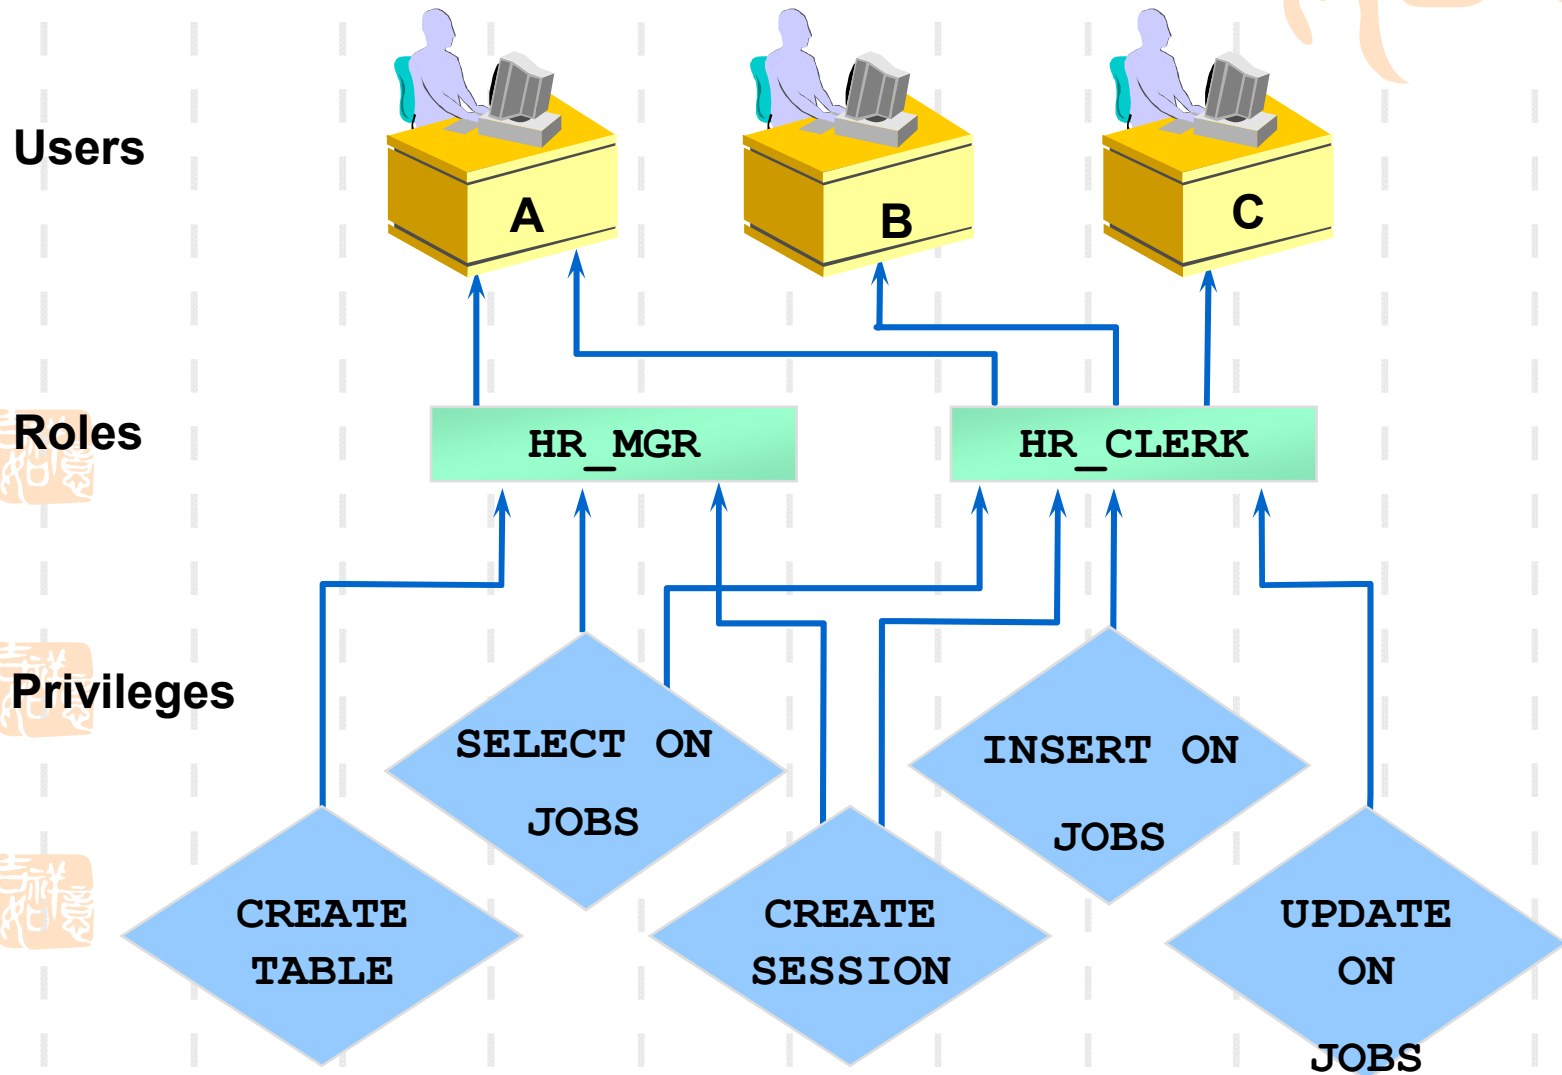 Users
A
B
C
Roles
HR_MGR
HR_CLERK
Privileges
SELECT ON
JOBS
INSERT ON
JOBS
CREATE
TABLE
CREATE
SESSION
UPDATE
ON
JOBS